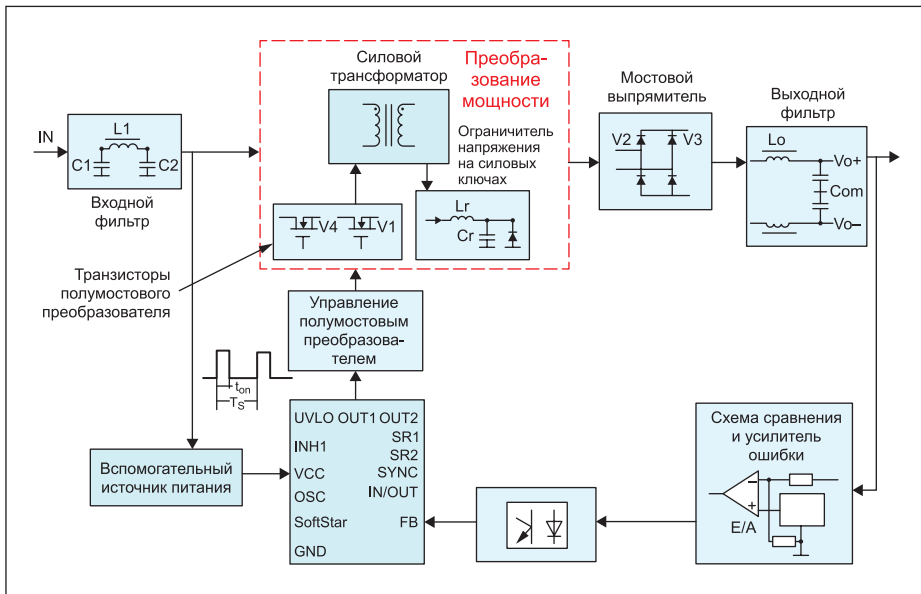 Силовой
трансформатор
Преобра-
зование
мощности
Мостовой
выпрямитель
Выходной
фильтр
IN
L1
C1
C2
Входной
фильтр
Ограничитель
напряжения
на силовых
ключах
V2
V3
Lo
Vo+
Com
Vo–
V4
V1
Lr
Cr
Транзисторы
полумостового
преобразователя
Управление
полумостовым
преобразова-
телем
ton
TS
UVLO OUT1 OUT2
SR1
INH1
SR2
VCC
SYNC
OSC
IN/OUT
SoftStar
FB
GND
Вспомогательный
источник питания
Схема сравнения
и усилитель
ошибки
–
+
E/A